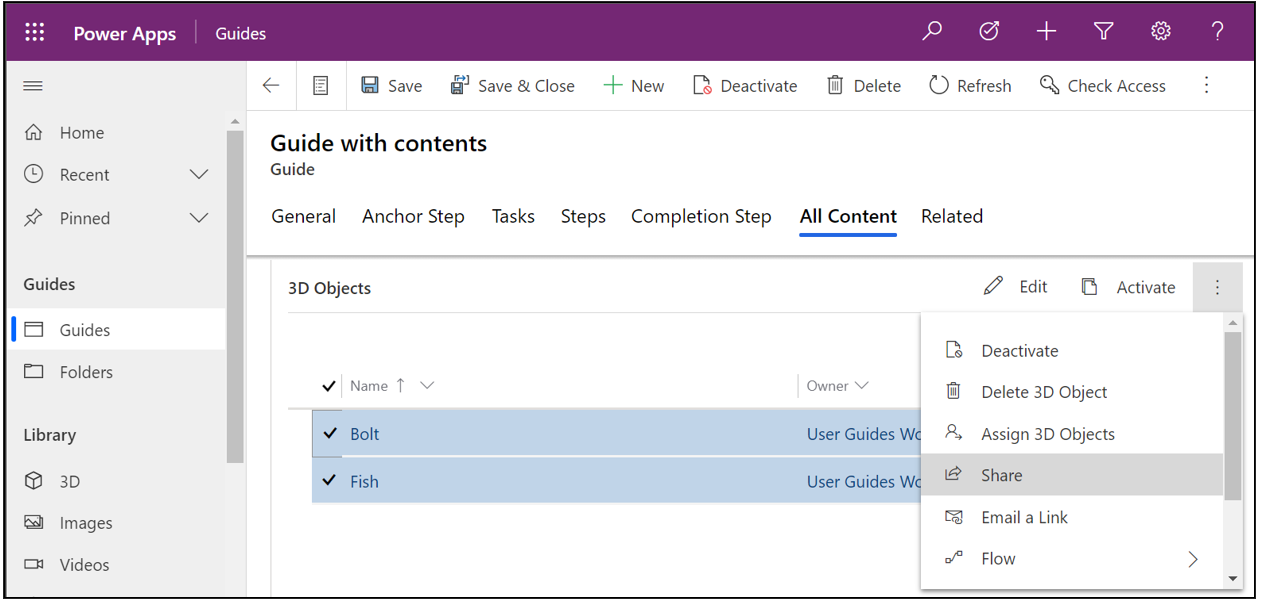 Power Apps Guides
Save Save & Close New Deactivate Delete Refresh Check Access
Home
Recent
Pinned
Guides
Guides
Folders
Library
3D
Images
Videos
Guide with contents
Guide
General Anchor Step Tasks Steps Completion Step All Content Related
3D Objects Edit Activate
Name Owner
Bolt User Guides Wo
Fish User Guides Wo
Deactivate
Delete 3D Object
Assign 3D Objects
Share
Email a Link
Flow